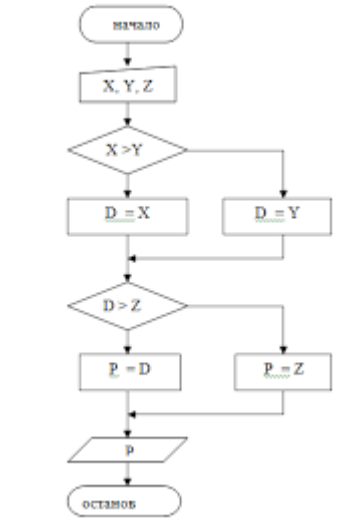 начало
X, Y, Z
X >Y
D = X
D = Y
D > Z
P = D
P = Z
P
останов